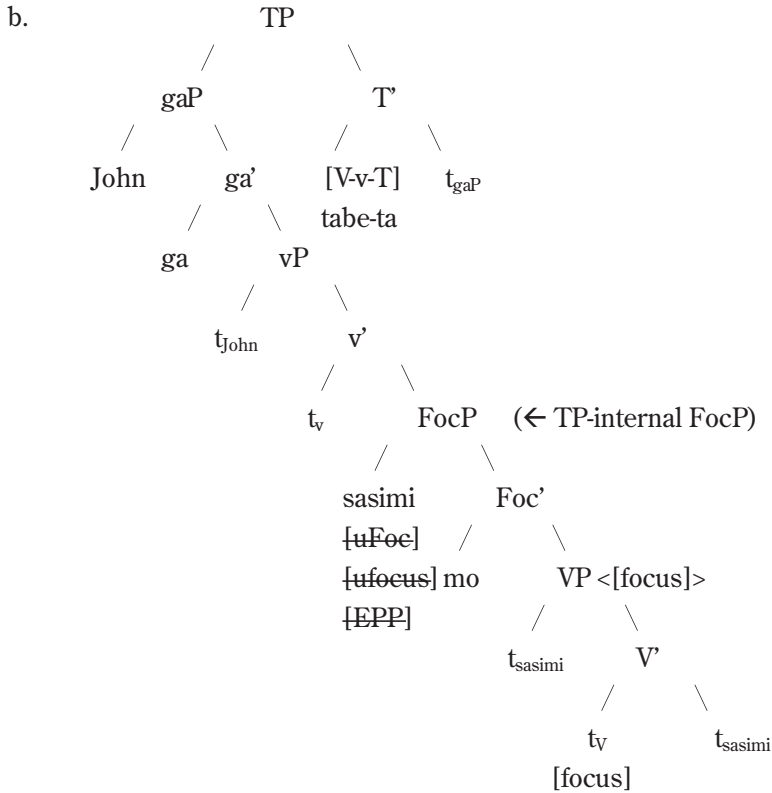 b. TP
gaP T’
John ga’ [V-v-T] t_gaP
tabe-ta
ga vP
t_John v’
t_v FocP (← TP-internal FocP)
sasimi Foc’
[uFoc]
[ufocus] mo VP <[focus]>
[EPP]
t_sasimi V’
t_V t_sasimi
[focus]